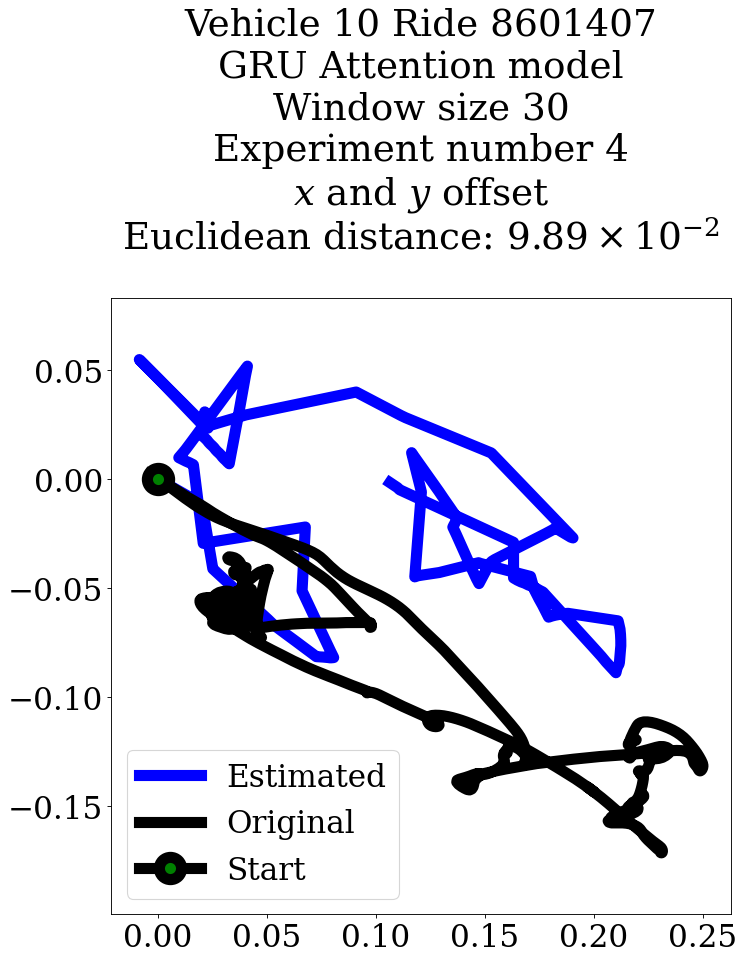 Vehicle 10 Ride 8601407
GRU Attention model
Window size 30
Experiment number 4
x and y offset
Euclidean distance: 9.89 × 10⁻²
0.05
0.00
−0.05
−0.10
−0.15
Estimated
Original
Start
0.00 0.05 0.10 0.15 0.20 0.25